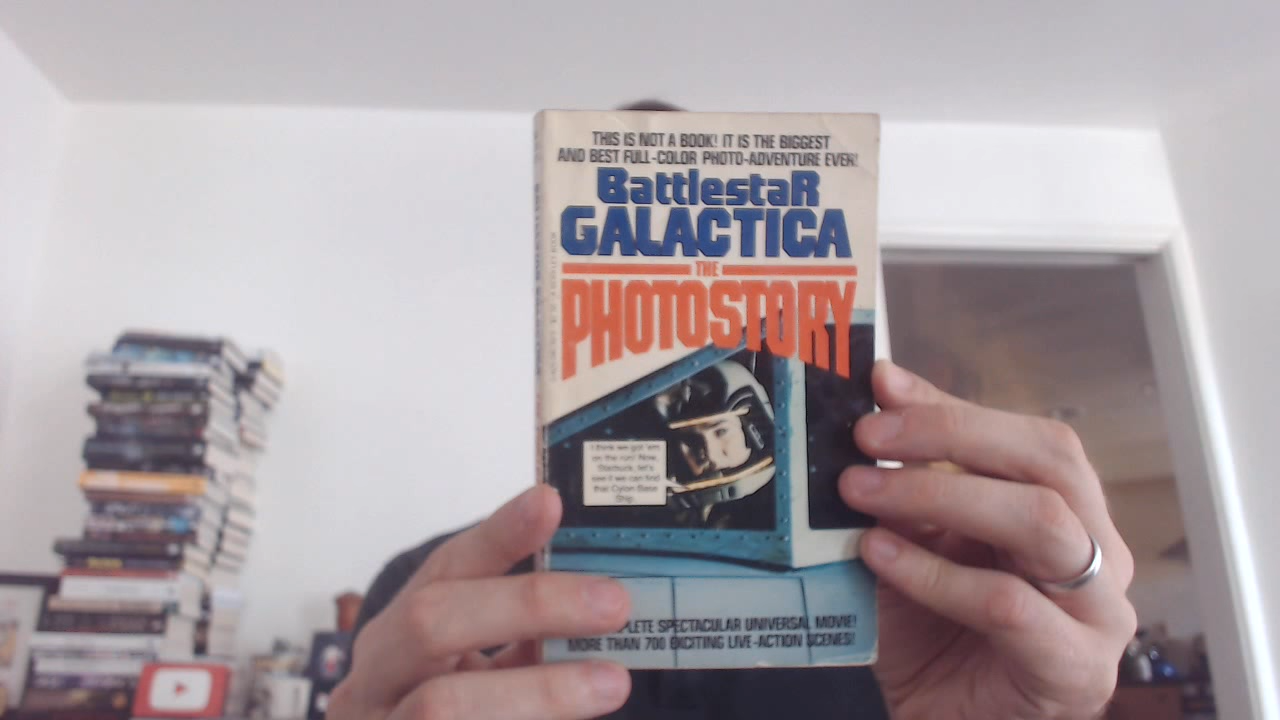 THIS IS NOT A BOOK! IT IS THE BIGGEST
AND BEST FULL-COLOR PHOTO-ADVENTURE EVER!
BattlestaR
GALACTICA
THE
PHOTOSTORY
I think we got 'em
on the run! Now,
Starbuck, let's
see if we can find
that Cylon Base
Ship.
SPECTACULAR UNIVERSAL MOVIE!
MORE THAN 700 EXCITING LIVE-ACTION SCENES!